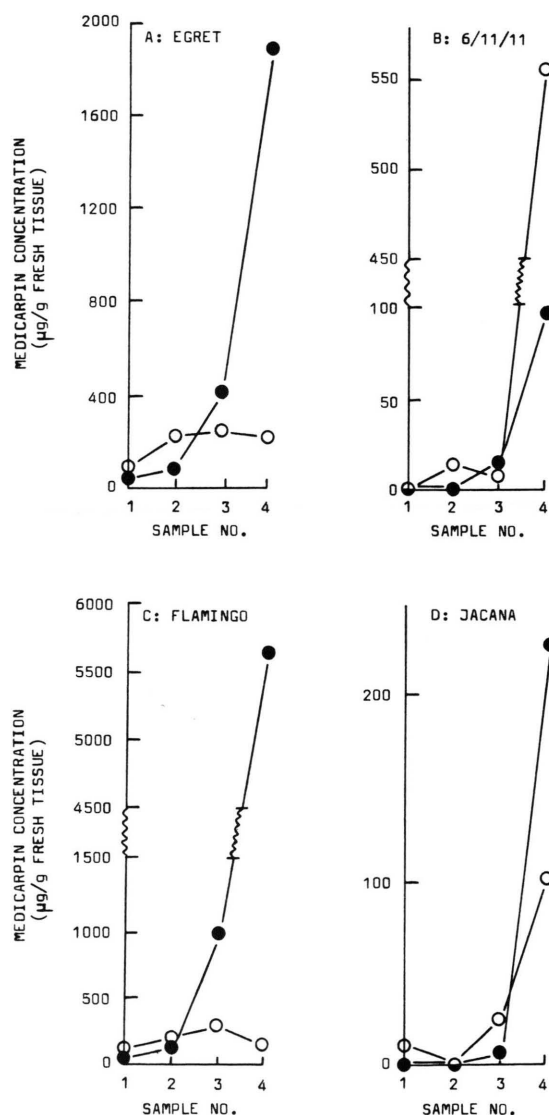 A: EGRET
2000
1800
1200
800
400
0
1 2 3 4
SAMPLE NO.
MEDICARPIN CONCENTRATION
(µg/g FRESH TISSUE)
B: 6/11/11
550
500
450
100
50
0
1 2 3 4
SAMPLE NO.
C: FLAMINGO
6000
5500
5000
4500
1500
1000
500
0
1 2 3 4
SAMPLE NO.
MEDICARPIN CONCENTRATION
(µg/g FRESH TISSUE)
D: JACANA
200
100
0
1 2 3 4
SAMPLE NO.